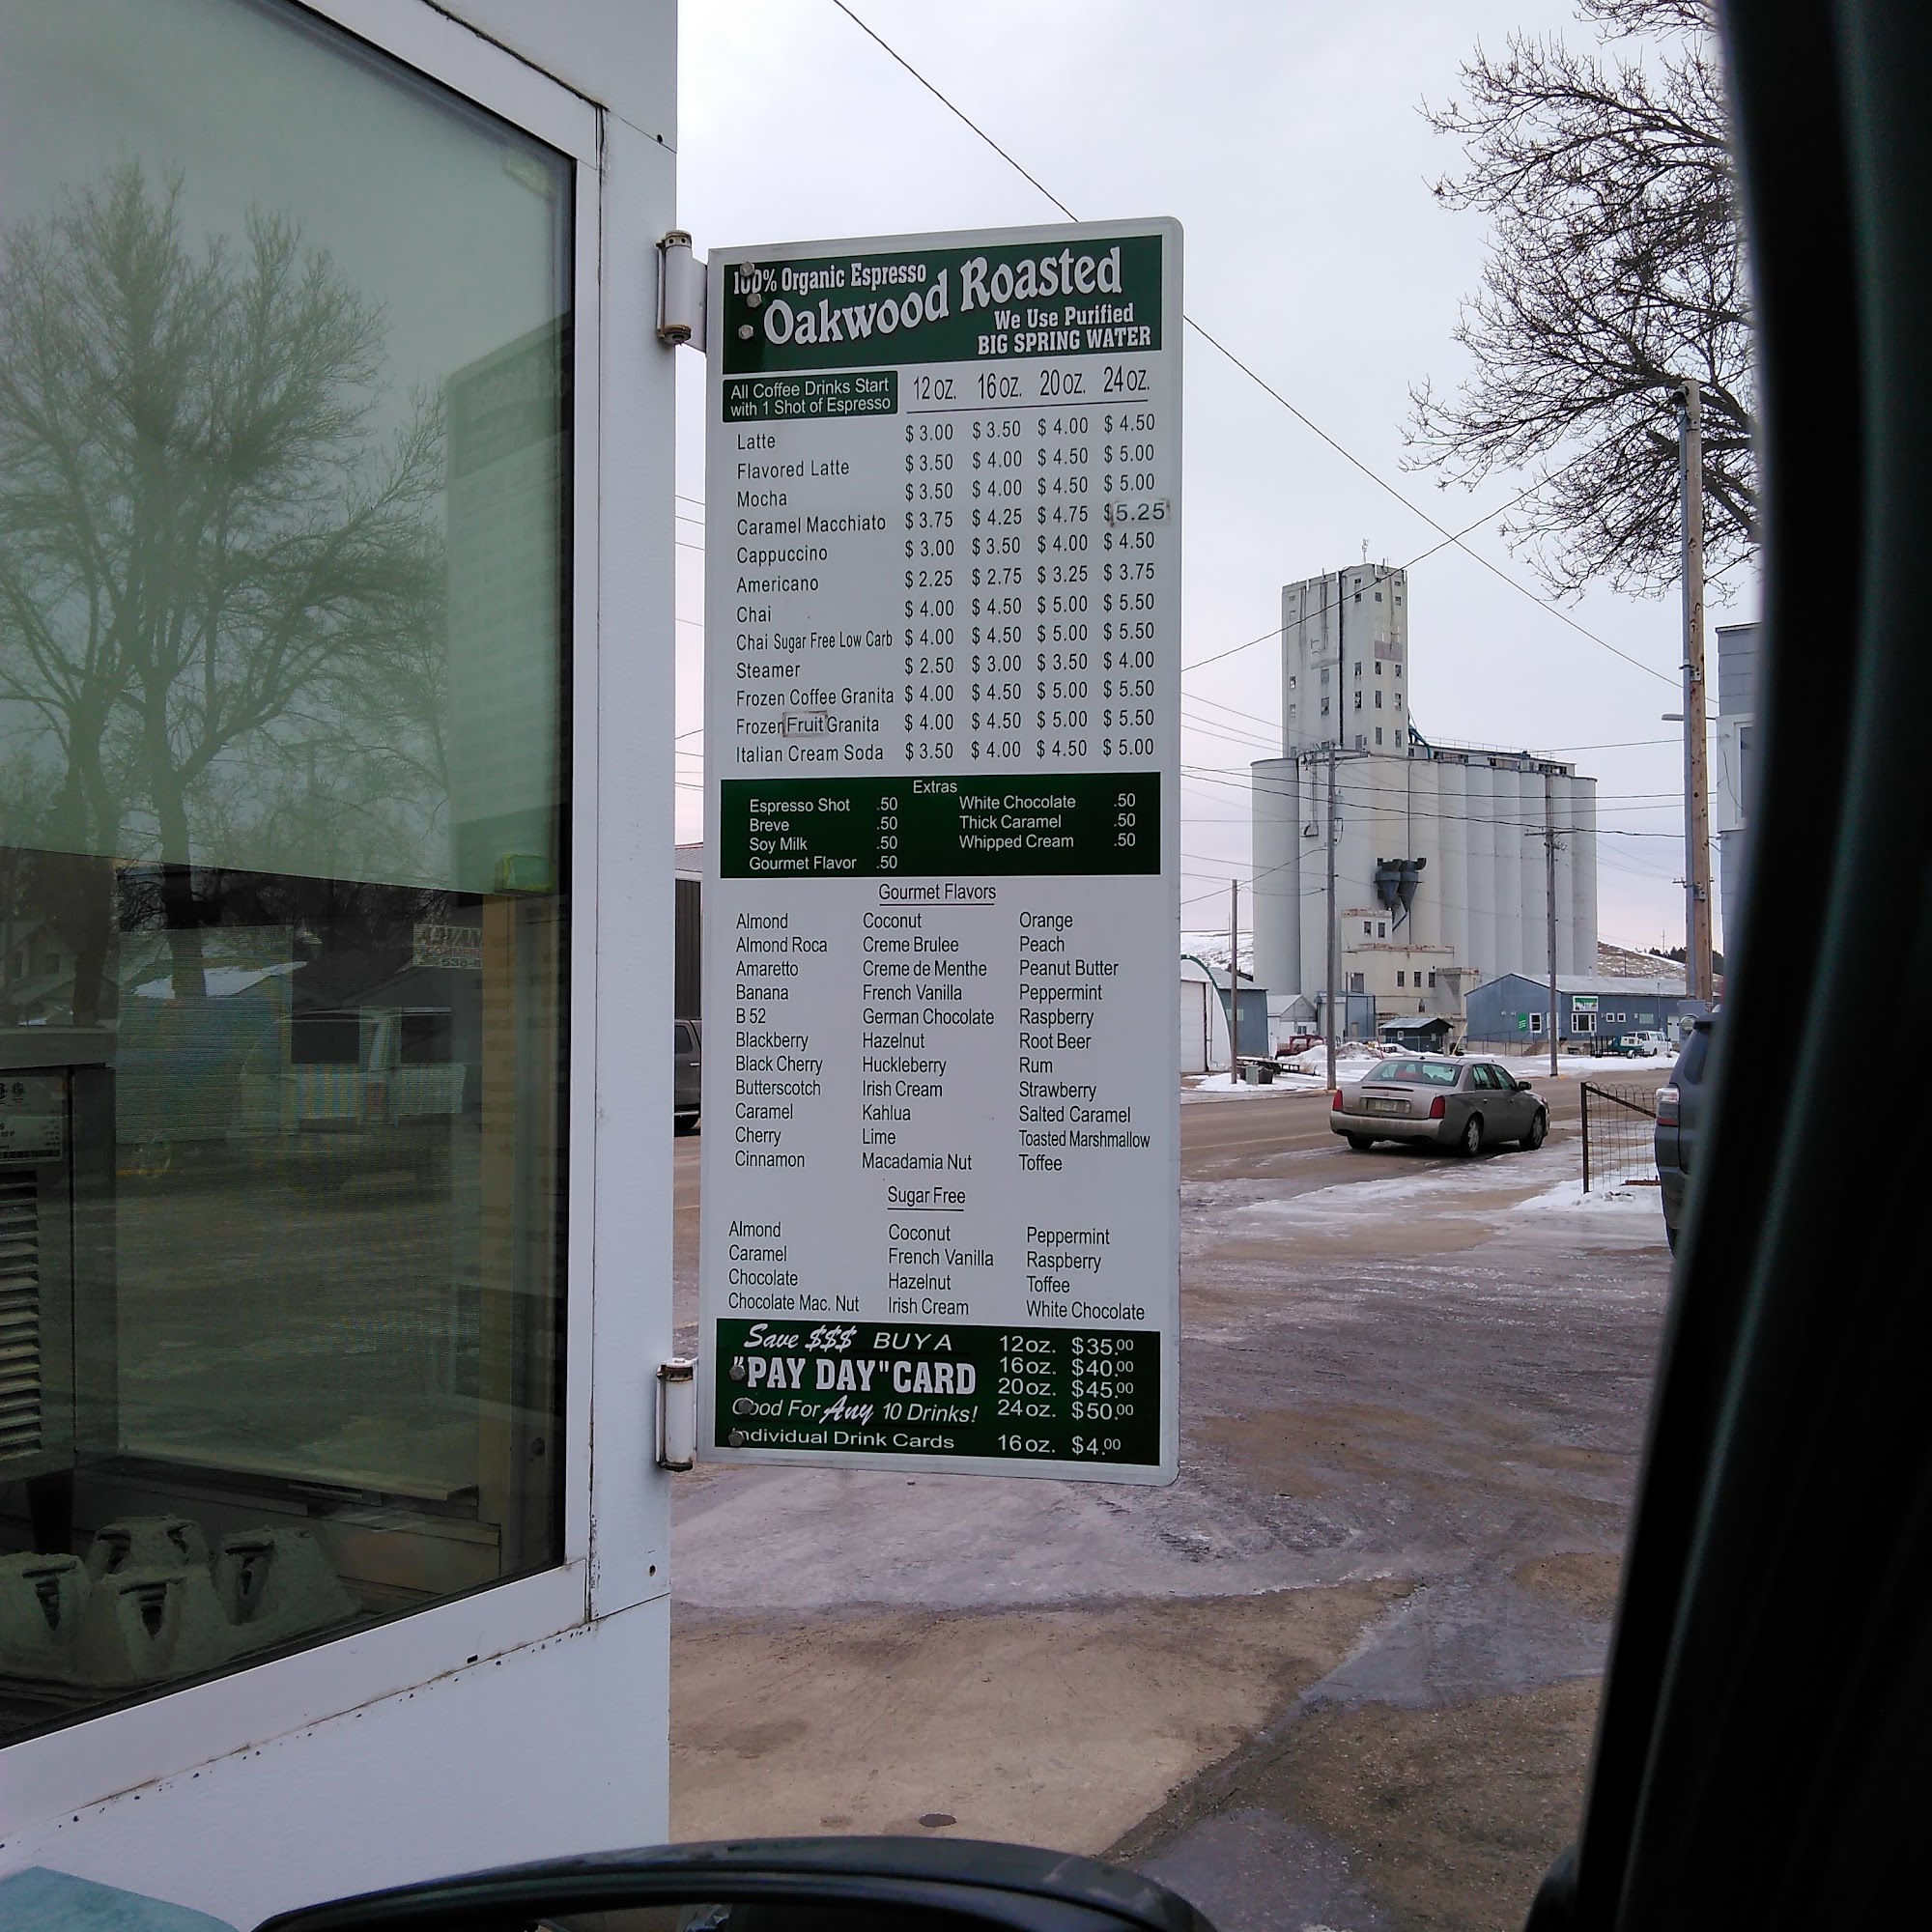 100% Organic Espresso
Oakwood Roasted
We Use Purified
BIG SPRING WATER
All Coffee Drinks Start
with 1 Shot of Espresso
12 oz. 16 oz. 20 oz. 24 oz.
Latte $ 3.00 $ 3.50 $ 4.00 $ 4.50
Flavored Latte $ 3.50 $ 4.00 $ 4.50 $ 5.00
Mocha $ 3.50 $ 4.00 $ 4.50 $ 5.00
Caramel Macchiato $ 3.75 $ 4.25 $ 4.75 $5.25
Cappuccino $ 3.00 $ 3.50 $ 4.00 $ 4.50
Americano $ 2.25 $ 2.75 $ 3.25 $ 3.75
Chai $ 4.00 $ 4.50 $ 5.00 $ 5.50
Chai Sugar Free Low Carb $ 4.00 $ 4.50 $ 5.00 $ 5.50
Steamer $ 2.50 $ 3.00 $ 3.50 $ 4.00
Frozen Coffee Granita $ 4.00 $ 4.50 $ 5.00 $ 5.50
Frozen Fruit Granita $ 4.00 $ 4.50 $ 5.00 $ 5.50
Italian Cream Soda $ 3.50 $ 4.00 $ 4.50 $ 5.00
Extras
Espresso Shot .50 White Chocolate .50
Breve .50 Thick Caramel .50
Soy Milk .50 Whipped Cream .50
Gourmet Flavor .50
Gourmet Flavors
Almond Coconut Orange
Almond Roca Creme Brulee Peach
Amaretto Creme de Menthe Peanut Butter
Banana French Vanilla Peppermint
B 52 German Chocolate Raspberry
Blackberry Hazelnut Root Beer
Black Cherry Huckleberry Rum
Butterscotch Irish Cream Strawberry
Caramel Kahlua Salted Caramel
Cherry Lime Toasted Marshmallow
Cinnamon Macadamia Nut Toffee
Sugar Free
Almond Coconut Peppermint
Caramel French Vanilla Raspberry
Chocolate Hazelnut Toffee
Chocolate Mac. Nut Irish Cream White Chocolate
Save $$$ BUY A
"PAY DAY" CARD
Good For Any 10 Drinks!
12oz. $35.00
16oz. $40.00
20oz. $45.00
24oz. $50.00
Individual Drink Cards 16oz. $4.00